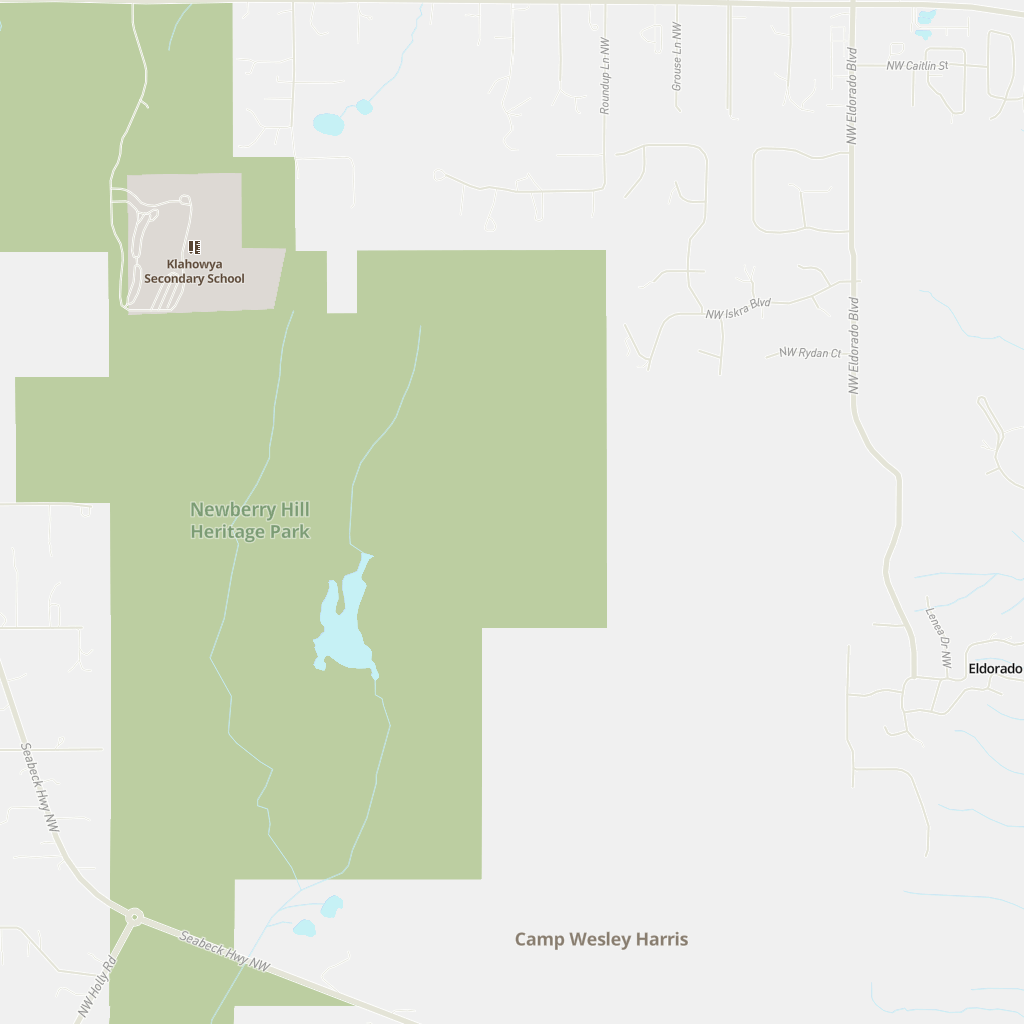 Roundup Ln NW
Grouse Ln NW
NW Eldorado Blvd
NW Caitlin St
Klahowya
Secondary School
NW Iskra Blvd
NW Eldorado Blvd
NW Rydan Ct
Newberry Hill
Heritage Park
Lenea Dr NW
Eldorado
Seabeck Hwy NW
Seabeck Hwy NW
NW Holly Rd
Camp Wesley Harris